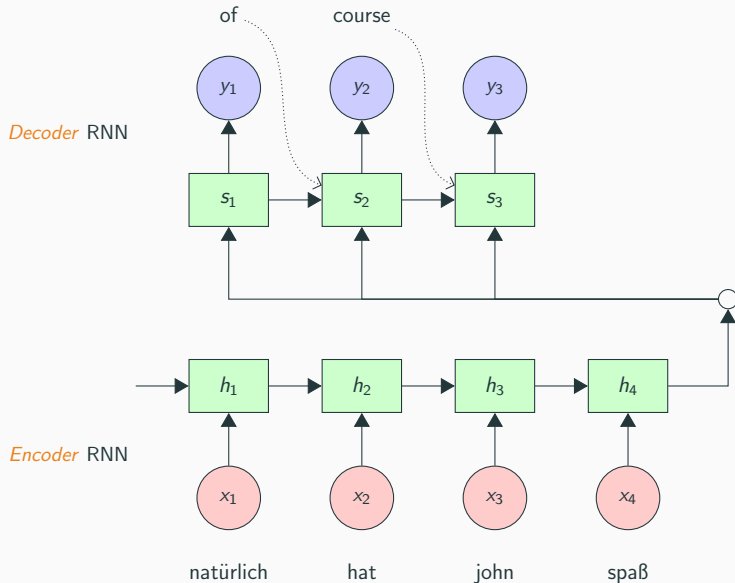 of course
y1 y2 y3
Decoder RNN
s1 s2 s3
h1 h2 h3 h4
Encoder RNN
x1 x2 x3 x4
natürlich hat john spaß